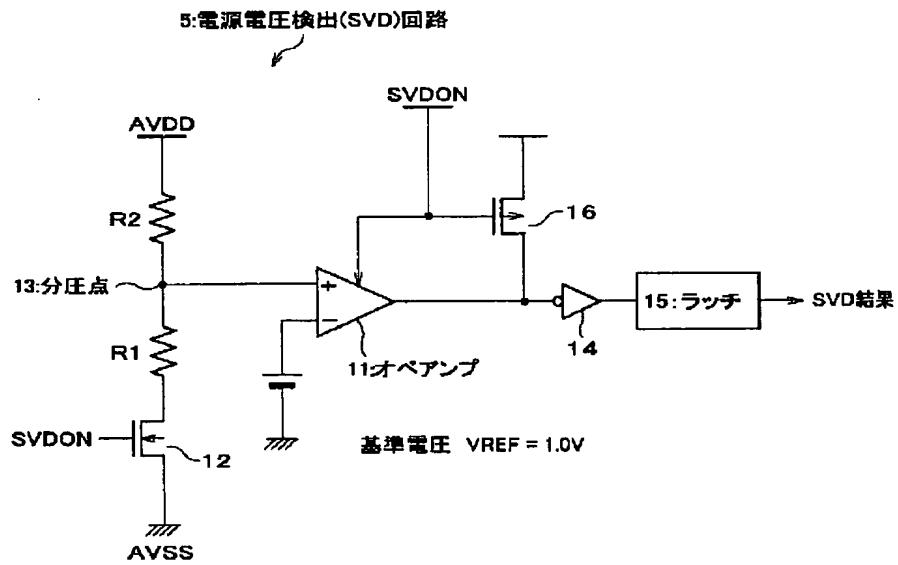 5:電源電圧検出(SVD)回路
SVDON
AVDD
R2
16
13:分圧点
+
−
15:ラッチ
SVD結果
14
R1
11:オペアンプ
SVDON
12
基準電圧 VREF = 1.0V
AVSS